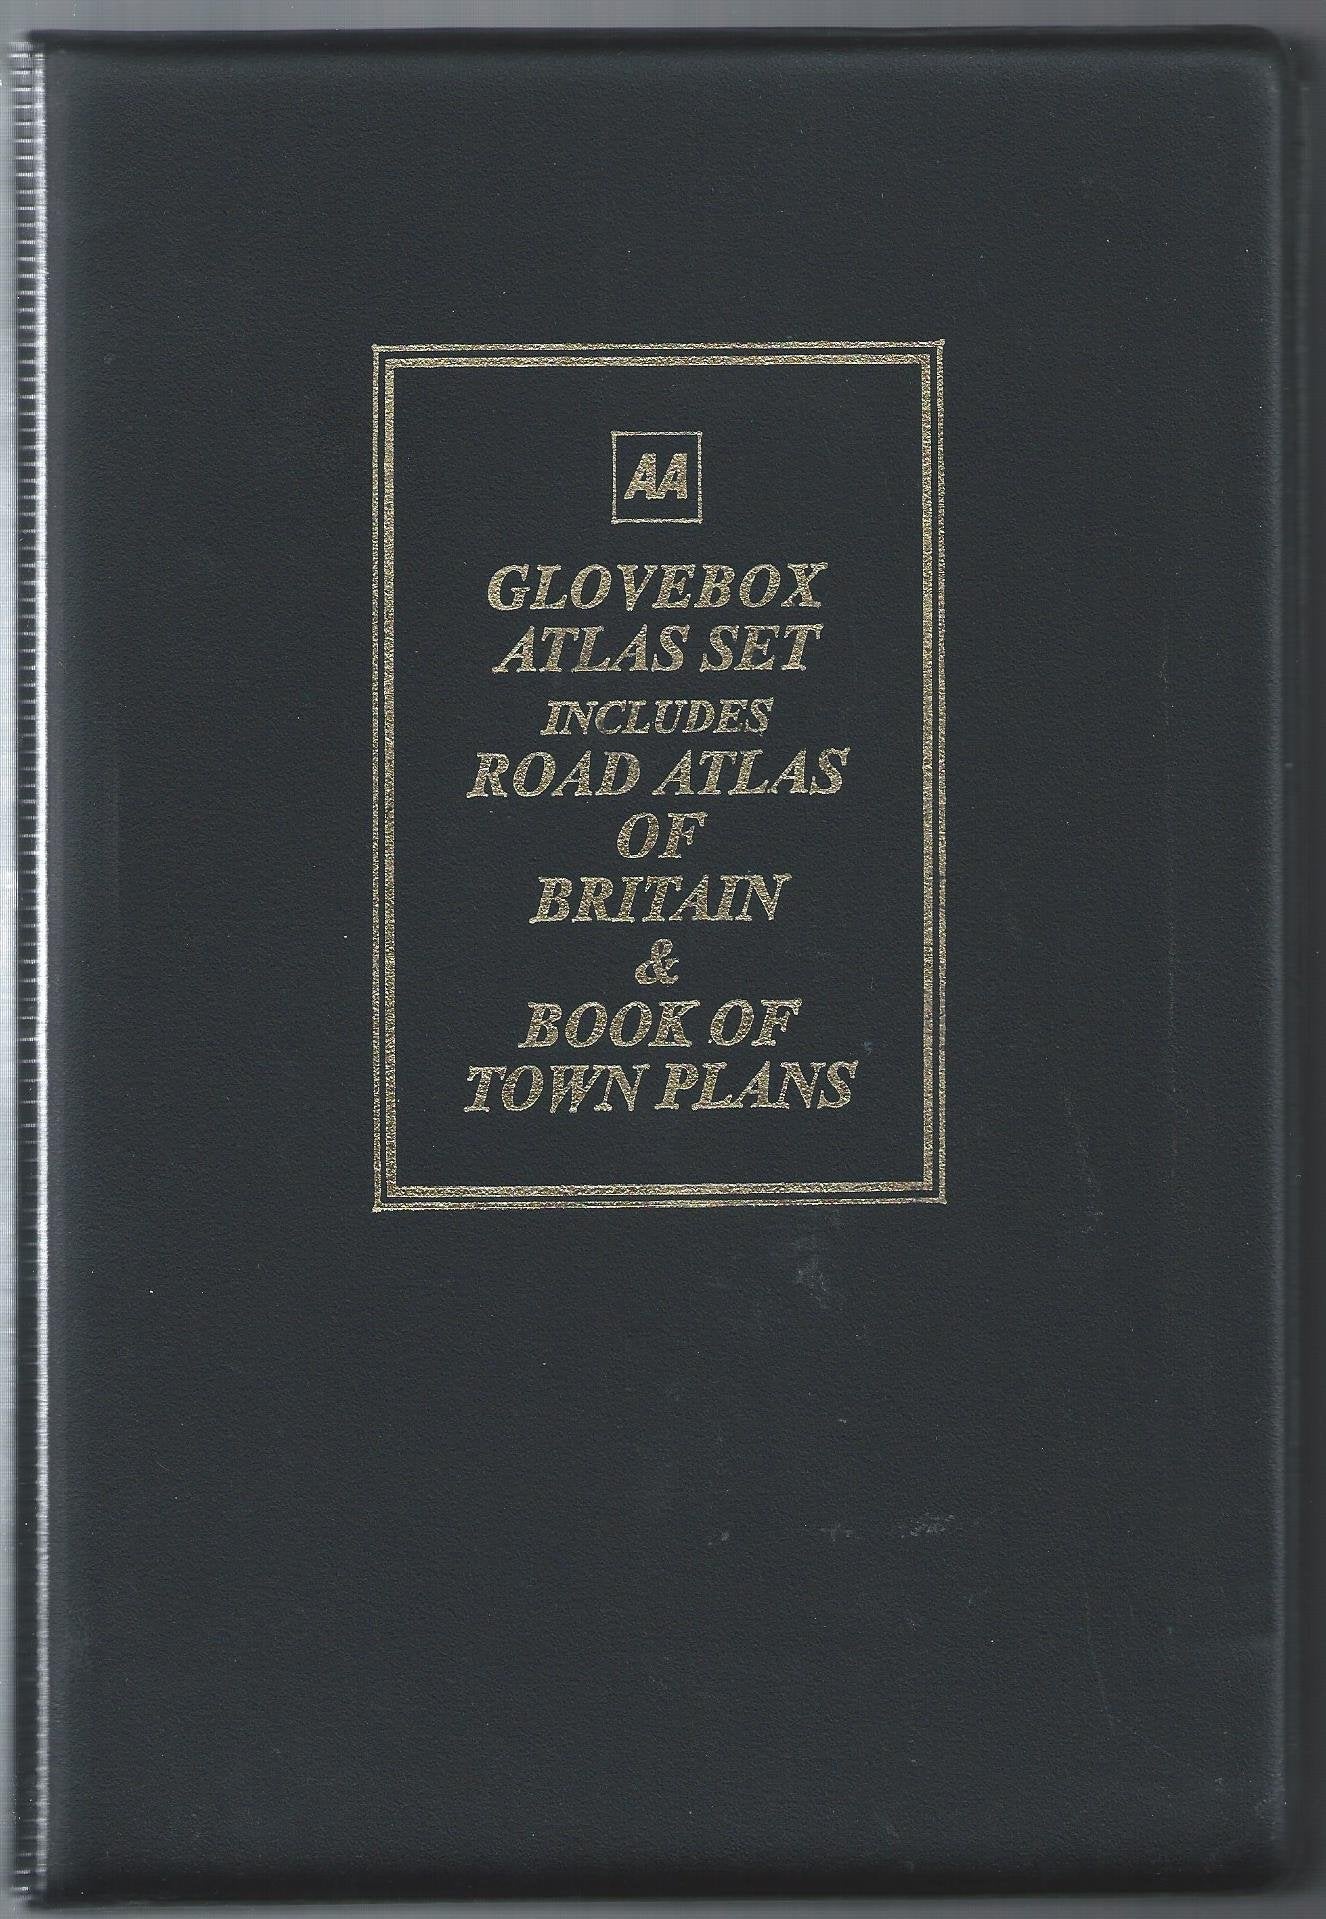 AA
GLOVEBOX
ATLAS SET
INCLUDES
ROAD ATLAS
OF
BRITAIN
&
BOOK OF
TOWN PLANS